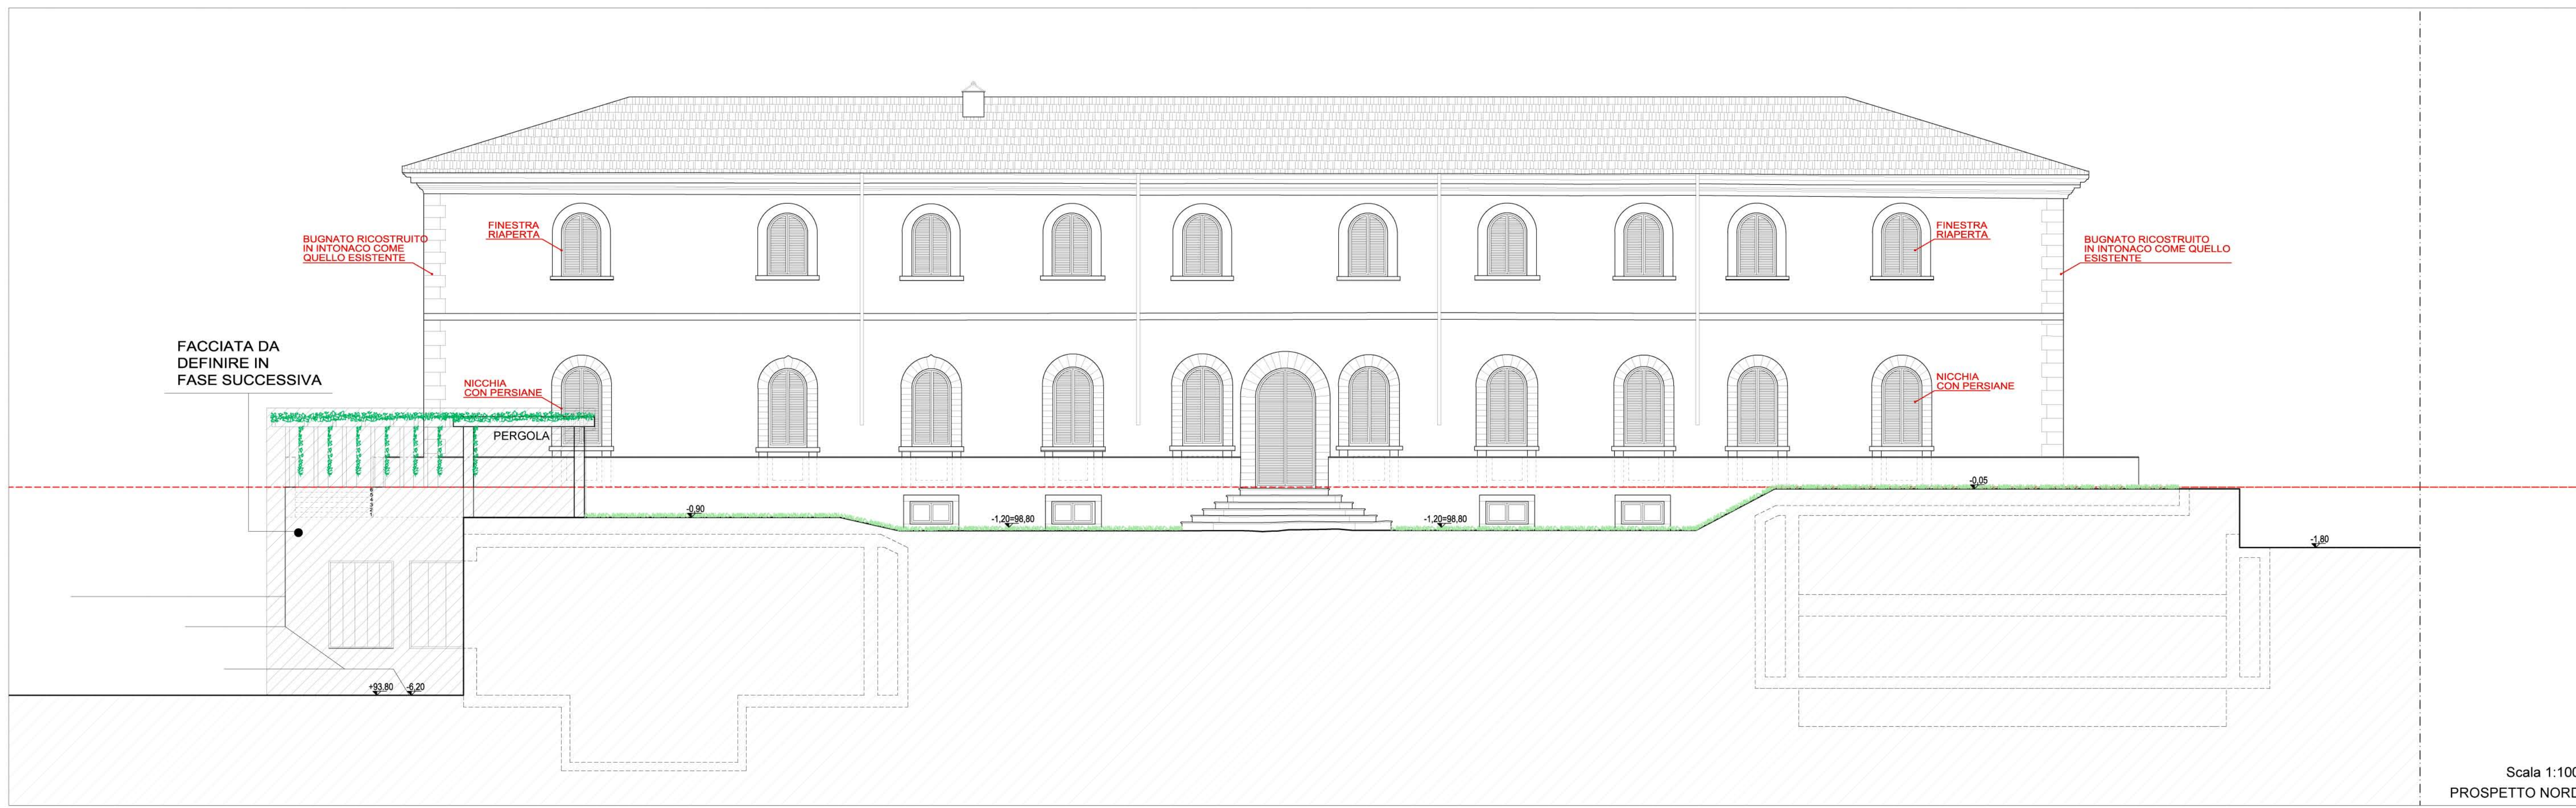 FINESTRA
RIAPERTA
BUGNATO RICOSTRUITO
IN INTONACO COME
QUELLO ESISTENTE
FINESTRA
RIAPERTA
BUGNATO RICOSTRUITO
IN INTONACO COME QUELLO
ESISTENTE
FACCIATA DA
DEFINIRE IN
FASE SUCCESSIVA
NICCHIA
CON PERSIANE
NICCHIA
CON PERSIANE
PERGOLA
-0,90
-1,20=98,80
-1,20=98,80
-0,05
-1,80
+93,80
-6,20
Scala 1:100
PROSPETTO NORD